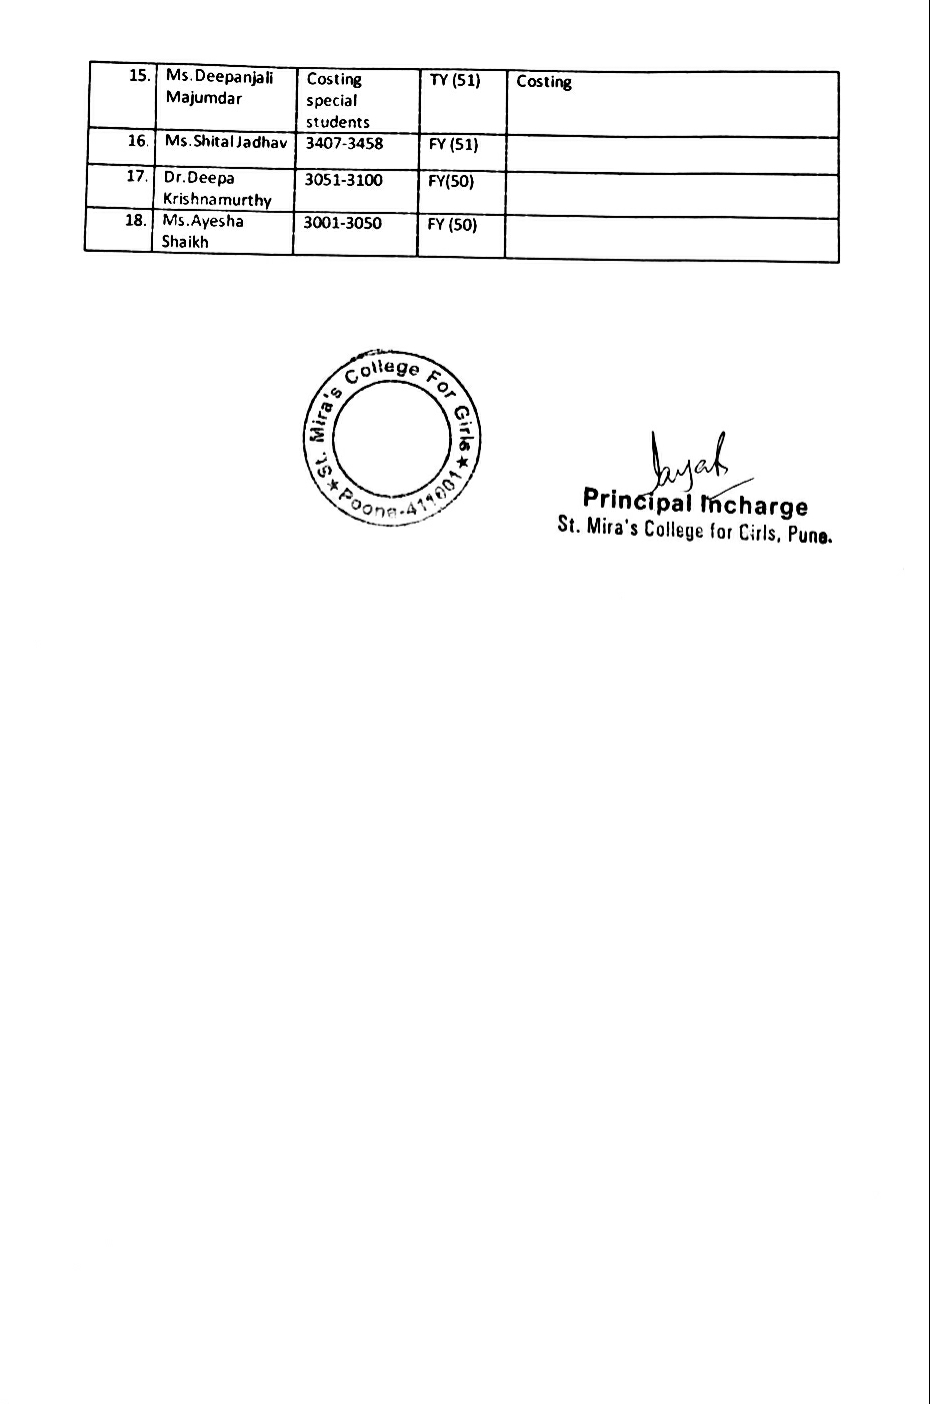 15. Ms.Deepanjali Costing TY (51) Costing
Majumdar special
students
16. Ms.Shital Jadhav 3407-3458 FY (51)
17. Dr.Deepa 3051-3100 FY(50)
Krishnamurthy
18. Ms.Ayesha 3001-3050 FY (50)
Shaikh
St. Mira's College For Girls
Poona-411001
Principal Incharge
St. Mira's College for Girls, Pune.